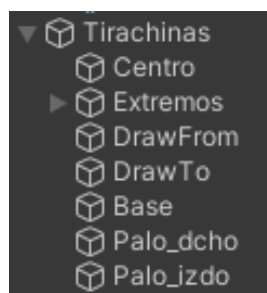 Tirachinas
Centro
Extremos
DrawFrom
DrawTo
Base
Palo_dcho
Palo_izdo